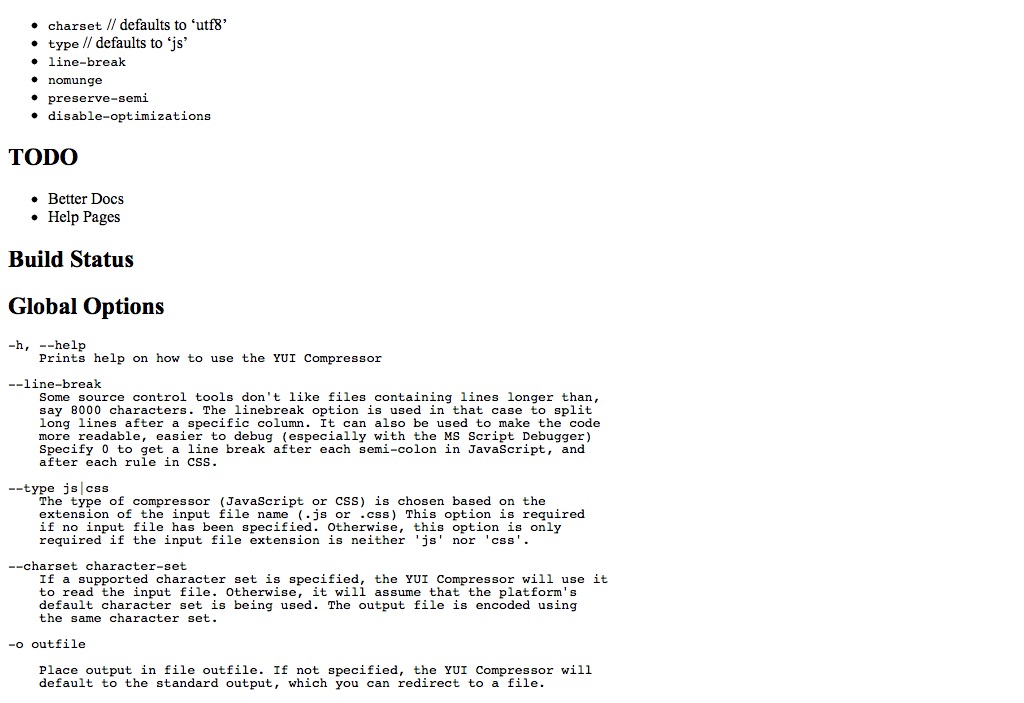 charset // defaults to ‘utf8’
type // defaults to ‘js’
line-break
nomunge
preserve-semi
disable-optimizations
TODO
Better Docs
Help Pages
Build Status
Global Options
-h, --help
Prints help on how to use the YUI Compressor
--line-break
Some source control tools don't like files containing lines longer than,
say 8000 characters. The linebreak option is used in that case to split
long lines after a specific column. It can also be used to make the code
more readable, easier to debug (especially with the MS Script Debugger)
Specify 0 to get a line break after each semi-colon in JavaScript, and
after each rule in CSS.
--type js|css
The type of compressor (JavaScript or CSS) is chosen based on the
extension of the input file name (.js or .css) This option is required
if no input file has been specified. Otherwise, this option is only
required if the input file extension is neither 'js' nor 'css'.
--charset character-set
If a supported character set is specified, the YUI Compressor will use it
to read the input file. Otherwise, it will assume that the platform's
default character set is being used. The output file is encoded using
the same character set.
-o outfile
Place output in file outfile. If not specified, the YUI Compressor will
default to the standard output, which you can redirect to a file.